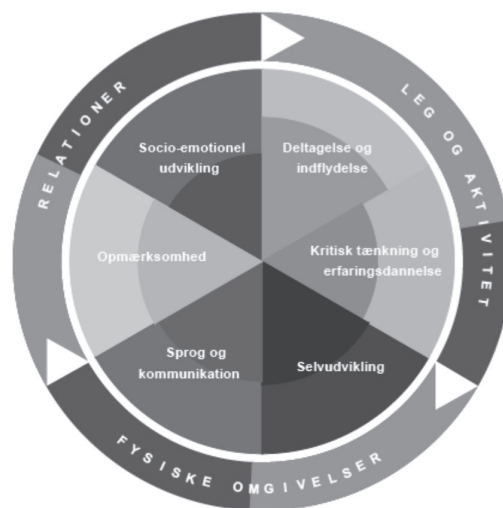 RELATIONER
LEG OG AKTIVITET
Socio-emotionel
udvikling
Deltagelse og
indflydelse
Opmærksomhed
Kritisk tænkning og
erfaringsdannelse
Sprog og
kommunikation
Selvudvikling
FYSISKE OMGIVELSER